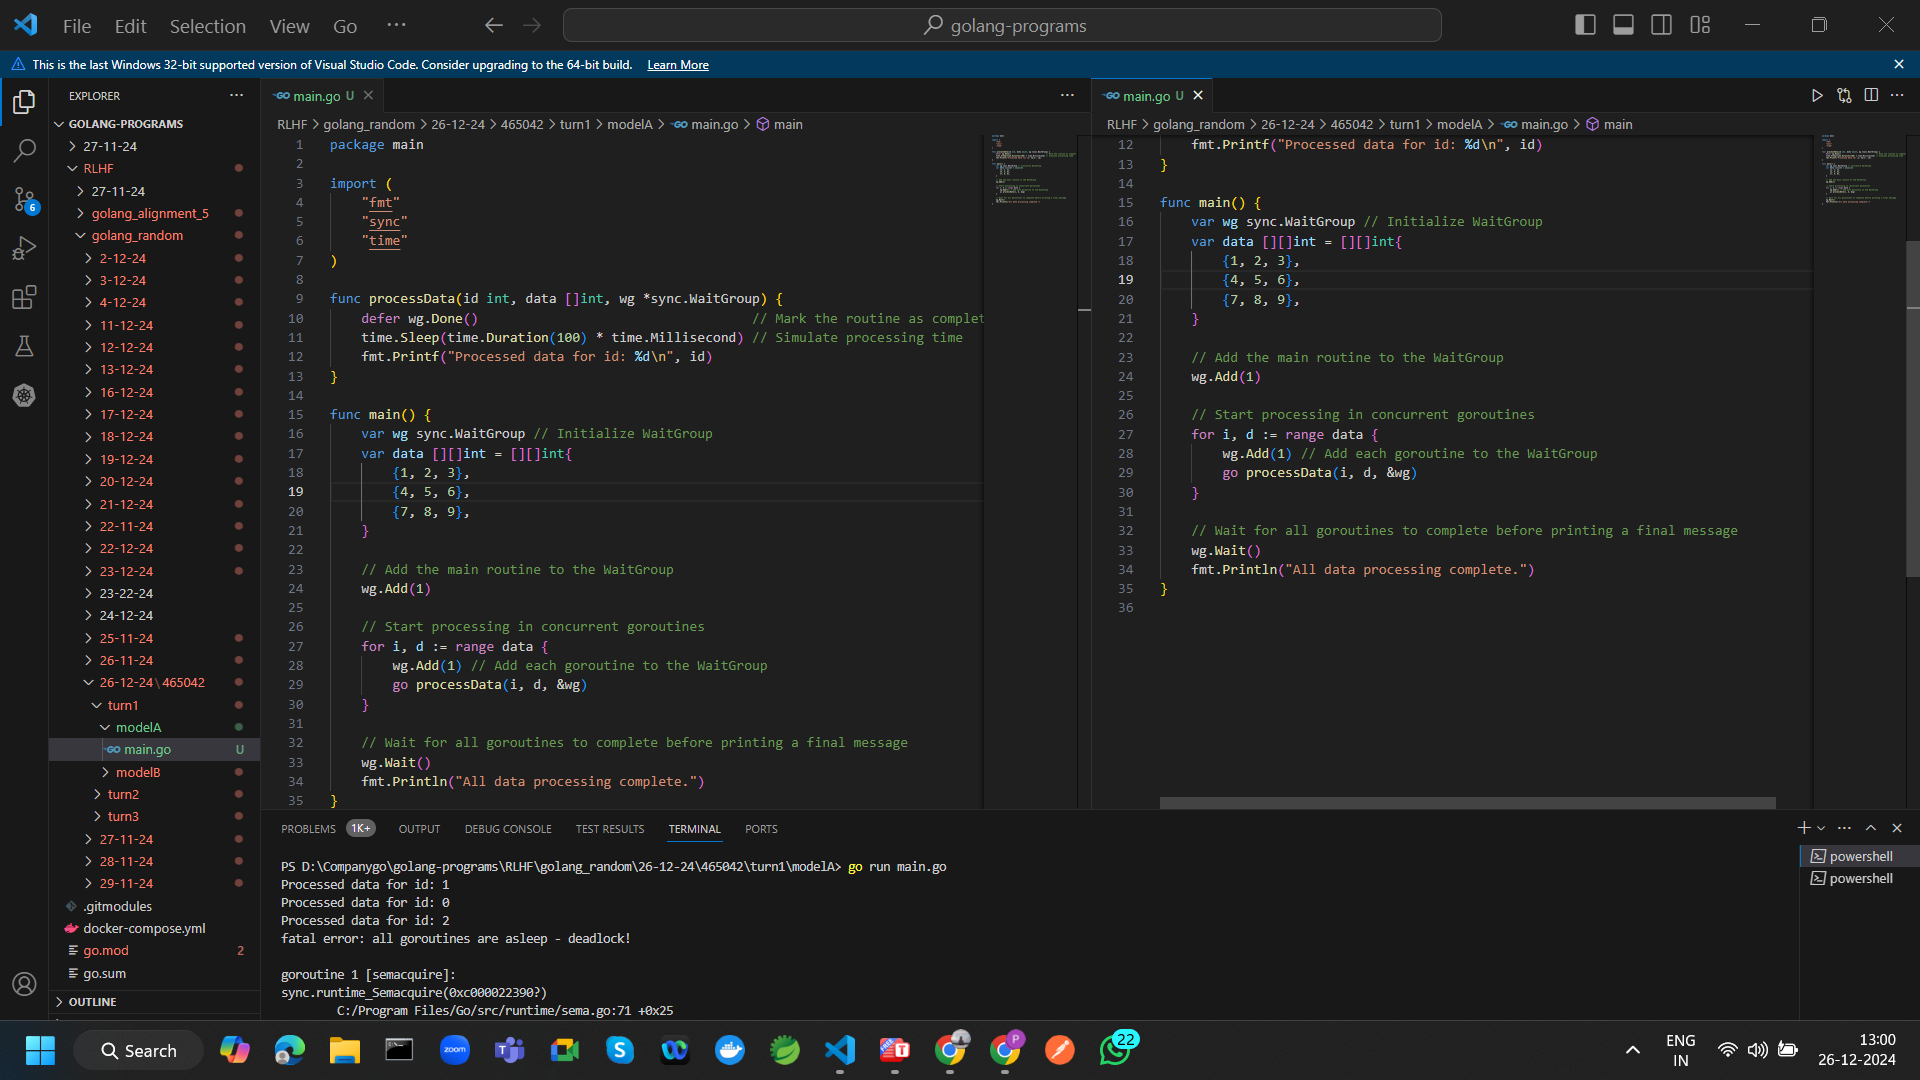 File Edit Selection View Go ···
golang-programs
This is the last Windows 32-bit supported version of Visual Studio Code. Consider upgrading to the 64-bit build. Learn More
EXPLORER
GOLANG-PROGRAMS
27-11-24
RLHF
27-11-24
golang_alignment_5
golang_random
2-12-24
3-12-24
4-12-24
11-12-24
12-12-24
13-12-24
16-12-24
17-12-24
18-12-24
19-12-24
20-12-24
21-12-24
22-11-24
22-12-24
23-12-24
23-22-24
24-12-24
25-11-24
26-11-24
26-12-24\465042
turn1
modelA
main.go U
modelB
turn2
turn3
27-11-24
28-11-24
29-11-24
.gitmodules
docker-compose.yml
go.mod 2
go.sum
OUTLINE
6
main.go U
RLHF > golang_random > 26-12-24 > 465042 > turn1 > modelA > main.go > main
1 package main
2
3 import (
4 "fmt"
5 "sync"
6 "time"
7 )
8
9 func processData(id int, data []int, wg *sync.WaitGroup) {
10 defer wg.Done() // Mark the routine as complet
11 time.Sleep(time.Duration(100) * time.Millisecond) // Simulate processing time
12 fmt.Printf("Processed data for id: %d\n", id)
13 }
14
15 func main() {
16 var wg sync.WaitGroup // Initialize WaitGroup
17 var data [][]int = [][]int{
18 {1, 2, 3},
19 {4, 5, 6},
20 {7, 8, 9},
21 }
22
23 // Add the main routine to the WaitGroup
24 wg.Add(1)
25
26 // Start processing in concurrent goroutines
27 for i, d := range data {
28 wg.Add(1) // Add each goroutine to the WaitGroup
29 go processData(i, d, &wg)
30 }
31
32 // Wait for all goroutines to complete before printing a final message
33 wg.Wait()
34 fmt.Println("All data processing complete.")
35 }
main.go U
RLHF > golang_random > 26-12-24 > 465042 > turn1 > modelA > main.go > main
12 fmt.Printf("Processed data for id: %d\n", id)
13 }
14
15 func main() {
16 var wg sync.WaitGroup // Initialize WaitGroup
17 var data [][]int = [][]int{
18 {1, 2, 3},
19 {4, 5, 6},
20 {7, 8, 9},
21 }
22
23 // Add the main routine to the WaitGroup
24 wg.Add(1)
25
26 // Start processing in concurrent goroutines
27 for i, d := range data {
28 wg.Add(1) // Add each goroutine to the WaitGroup
29 go processData(i, d, &wg)
30 }
31
32 // Wait for all goroutines to complete before printing a final message
33 wg.Wait()
34 fmt.Println("All data processing complete.")
35 }
36
PROBLEMS 1K+ OUTPUT DEBUG CONSOLE TEST RESULTS TERMINAL PORTS
PS D:\Companygo\golang-programs\RLHF\golang_random\26-12-24\465042\turn1\modelA> go run main.go
Processed data for id: 1
Processed data for id: 0
Processed data for id: 2
fatal error: all goroutines are asleep - deadlock!
goroutine 1 [semacquire]:
sync.runtime_Semacquire(0xc000022390?)
C:/Program Files/Go/src/runtime/sema.go:71 +0x25
powershell
powershell
Search
zoom
22
ENG
IN
13:00
26-12-2024